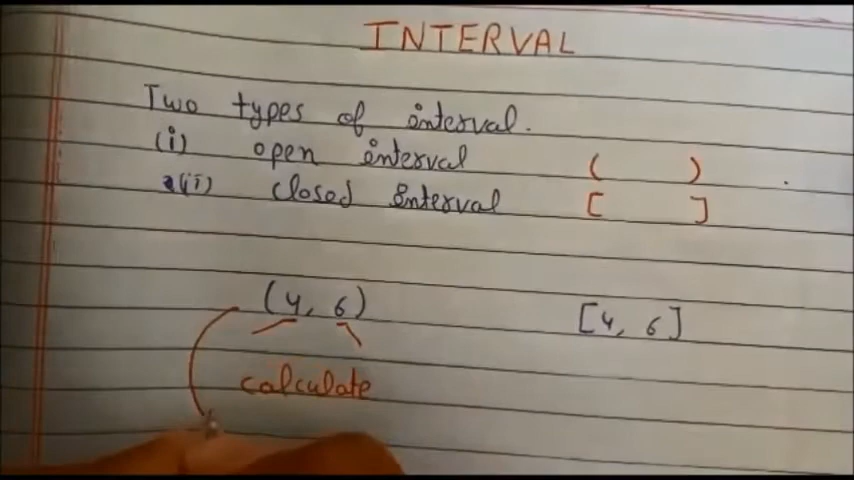 INTERVAL
Two types of interval.
(i) open interval ( )
(ii) closed interval [ ]
(4, 6) [4, 6]
calculate